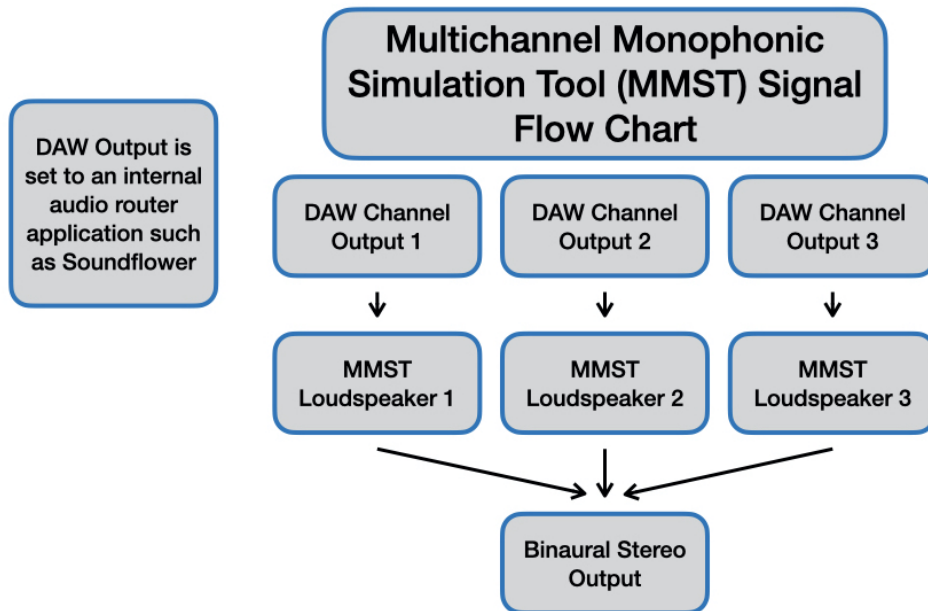 Multichannel Monophonic
Simulation Tool (MMST) Signal
Flow Chart
DAW Output is
set to an internal
audio router
application such
as Soundflower
DAW Channel
Output 1
DAW Channel
Output 2
DAW Channel
Output 3
MMST
Loudspeaker 1
MMST
Loudspeaker 2
MMST
Loudspeaker 3
Binaural Stereo
Output